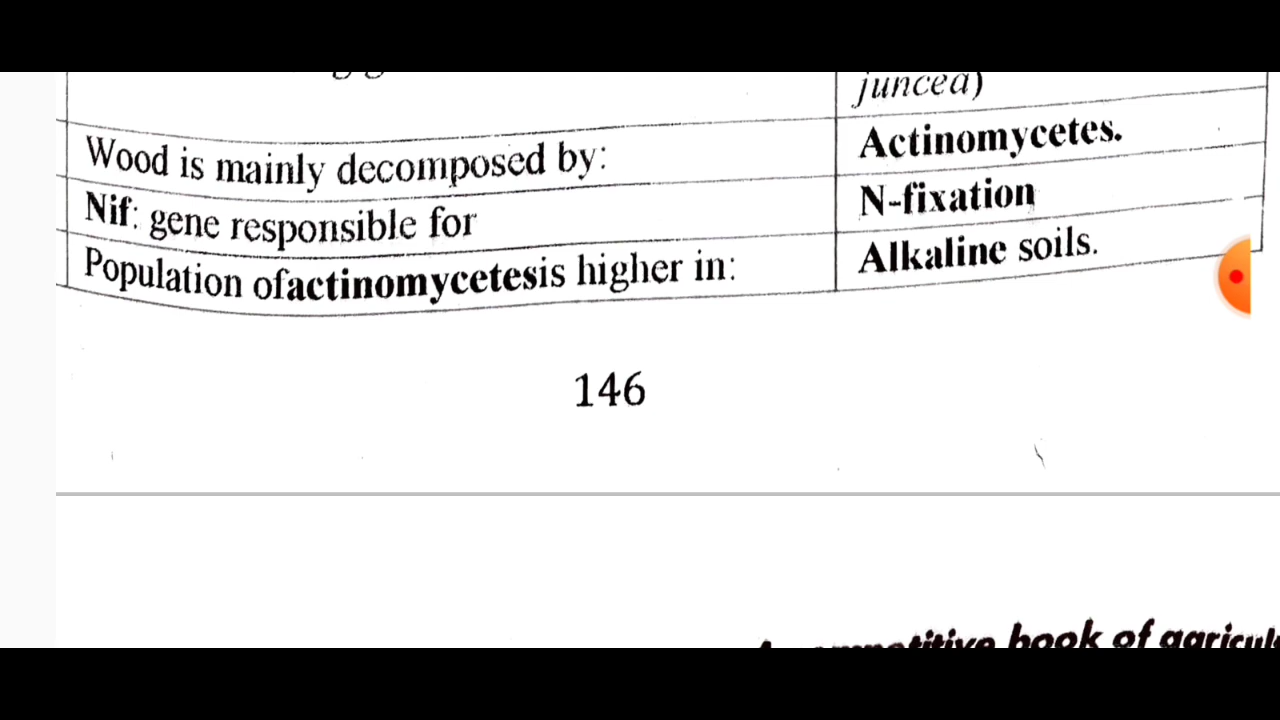 juncea)
Wood is mainly decomposed by: Actinomycetes.
Nif: gene responsible for N-fixation
Population ofactinomycetesis higher in: Alkaline soils.
146
competitive book of agricul